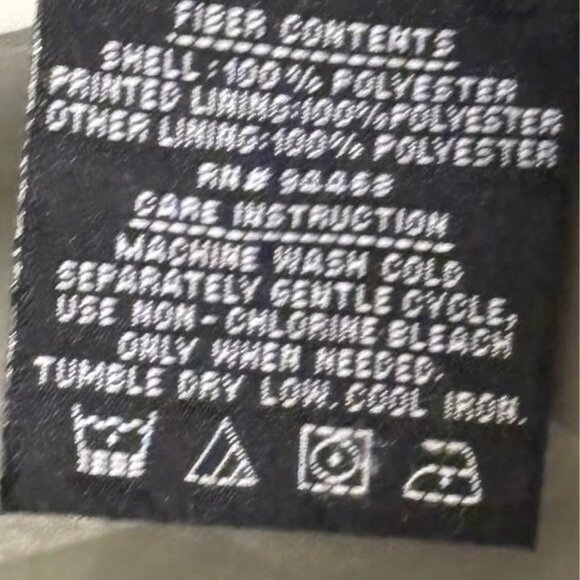 FIBER CONTENTS
SHELL:100% POLYESTER
PRINTED LINING:100%POLYESTER
OTHER LINING:100% POLYESTER
RN# 94468
CARE INSTRUCTION
MACHINE WASH COLD
SEPARATELY GENTLE CYCLE,
USE NON-CHLORINE BLEACH
ONLY WHEN NEEDED.
TUMBLE DRY LOW. COOL IRON.